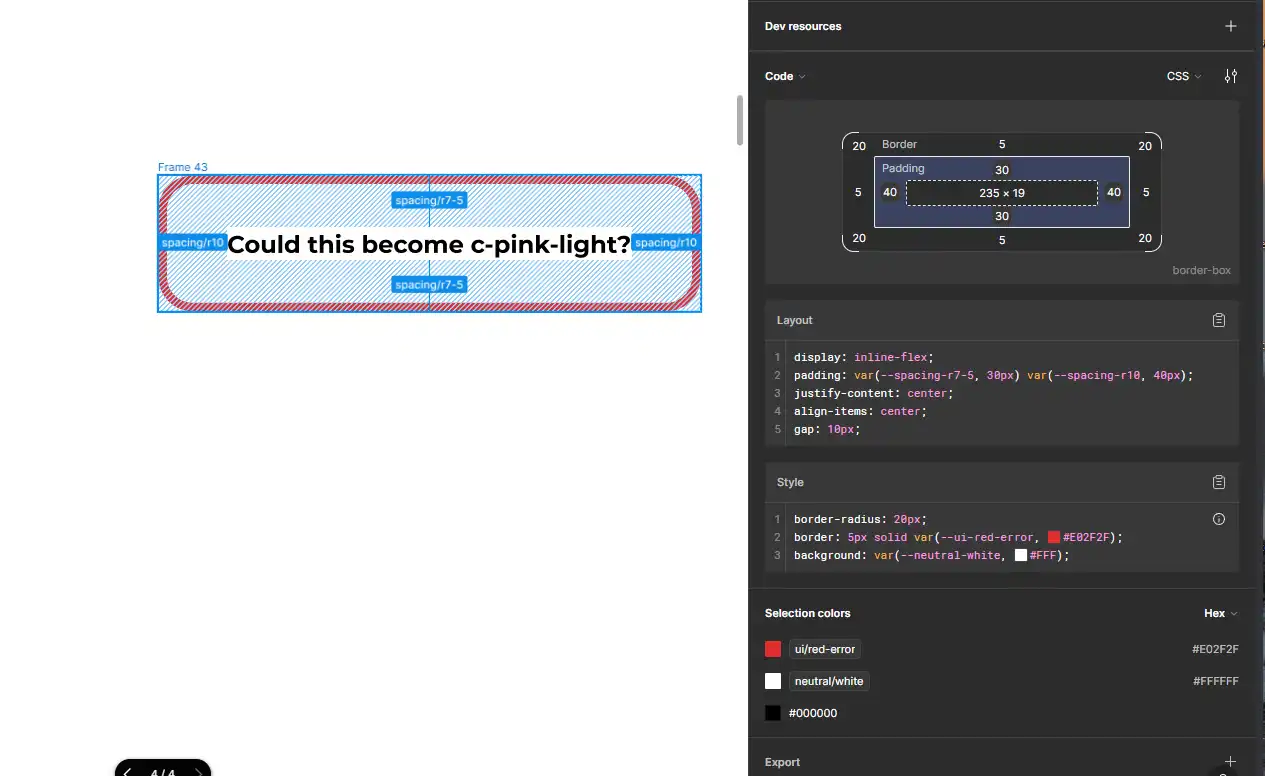 Frame 43
spacing/r7-5
spacing/r10 Could this become c-pink-light? spacing/r10
spacing/r7-5
4/4
Dev resources
Code CSS
20 Border 5 20
Padding 30
5 40 235 × 19 40 5
30
20 5 20
border-box
Layout
1 display: inline-flex;
2 padding: var(--spacing-r7-5, 30px) var(--spacing-r10, 40px);
3 justify-content: center;
4 align-items: center;
5 gap: 10px;
Style
1 border-radius: 20px;
2 border: 5px solid var(--ui-red-error, #E02F2F);
3 background: var(--neutral-white, #FFF);
Selection colors Hex
ui/red-error #E02F2F
neutral/white #FFFFFF
#000000
Export